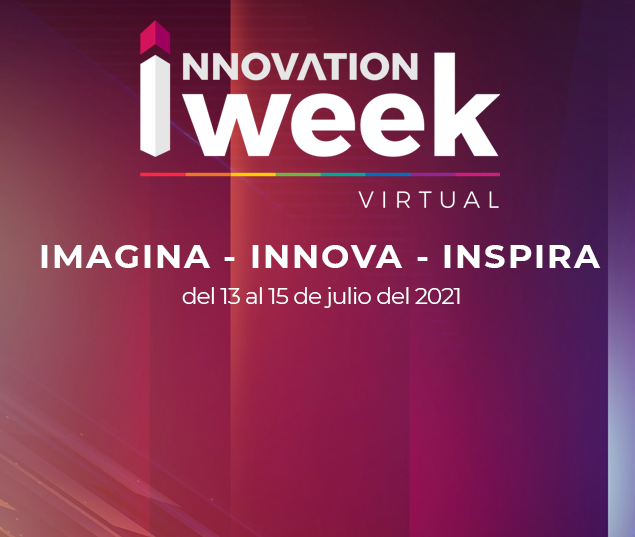 iNNOVATION
week
VIRTUAL
IMAGINA - INNOVA - INSPIRA
del 13 al 15 de julio del 2021